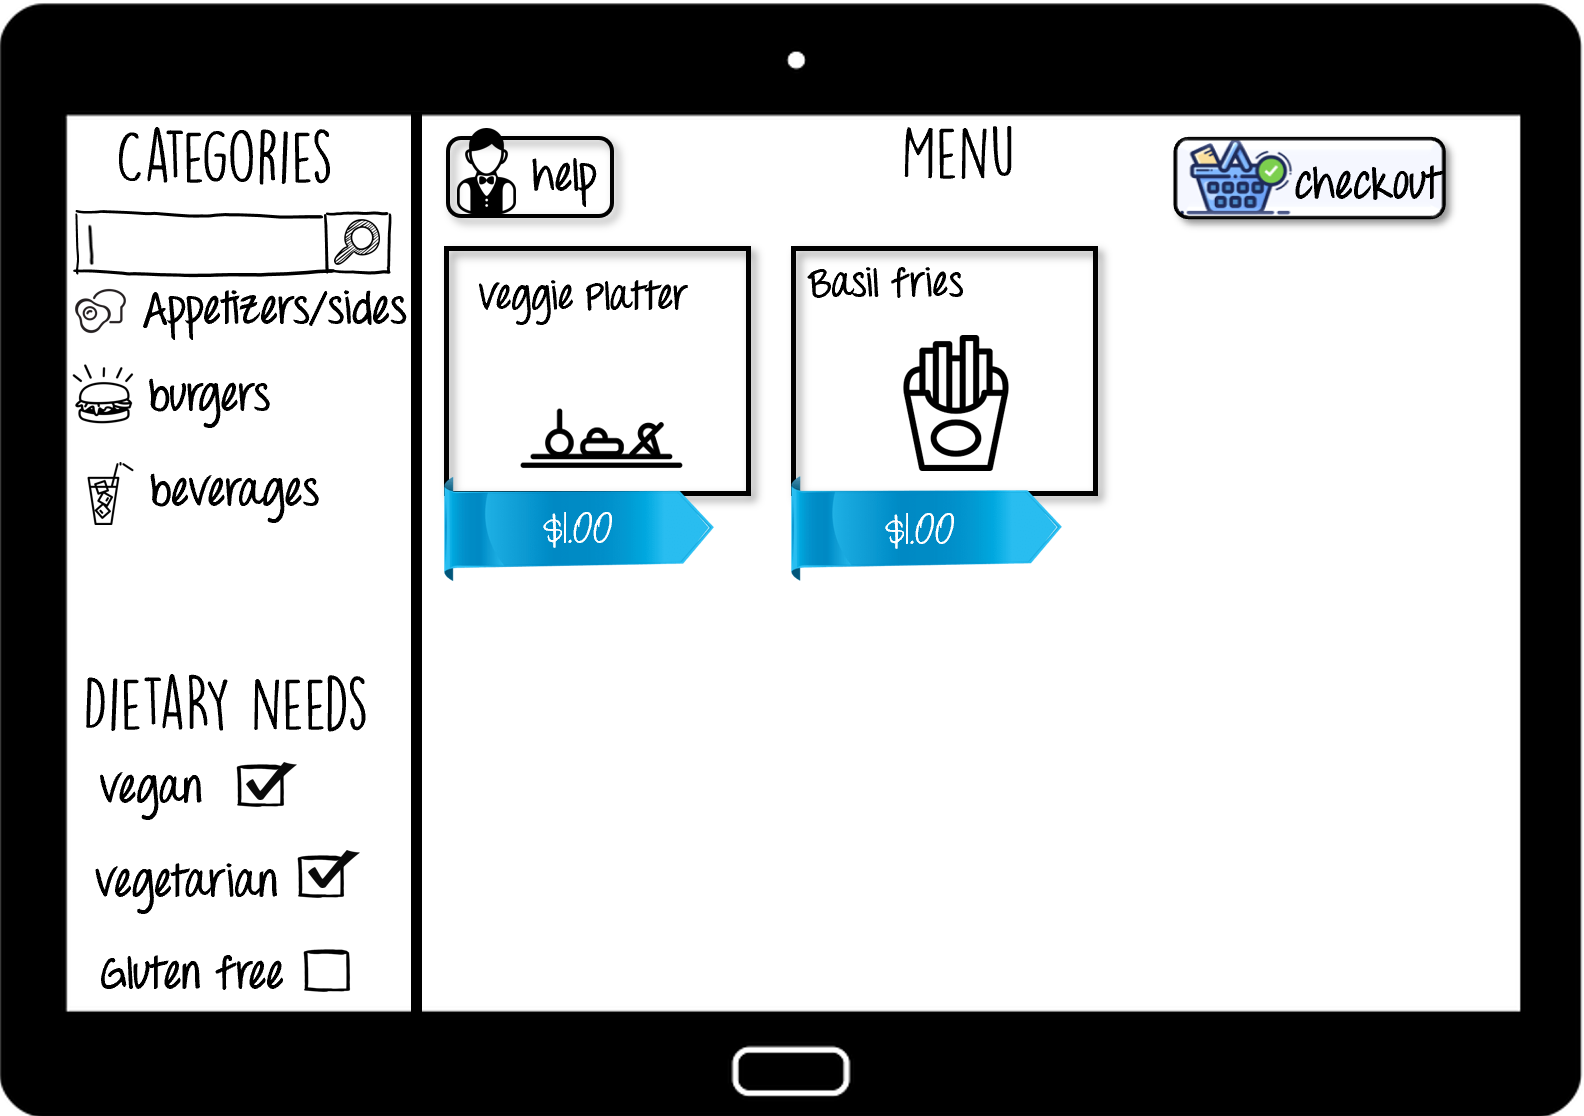 CATEGORIES
Appetizers/sides
burgers
beverages
DIETARY NEEDS
vegan
vegetarian
Gluten free
help
MENU
checkout
Veggie Platter
$1.00
Basil fries
$1.00